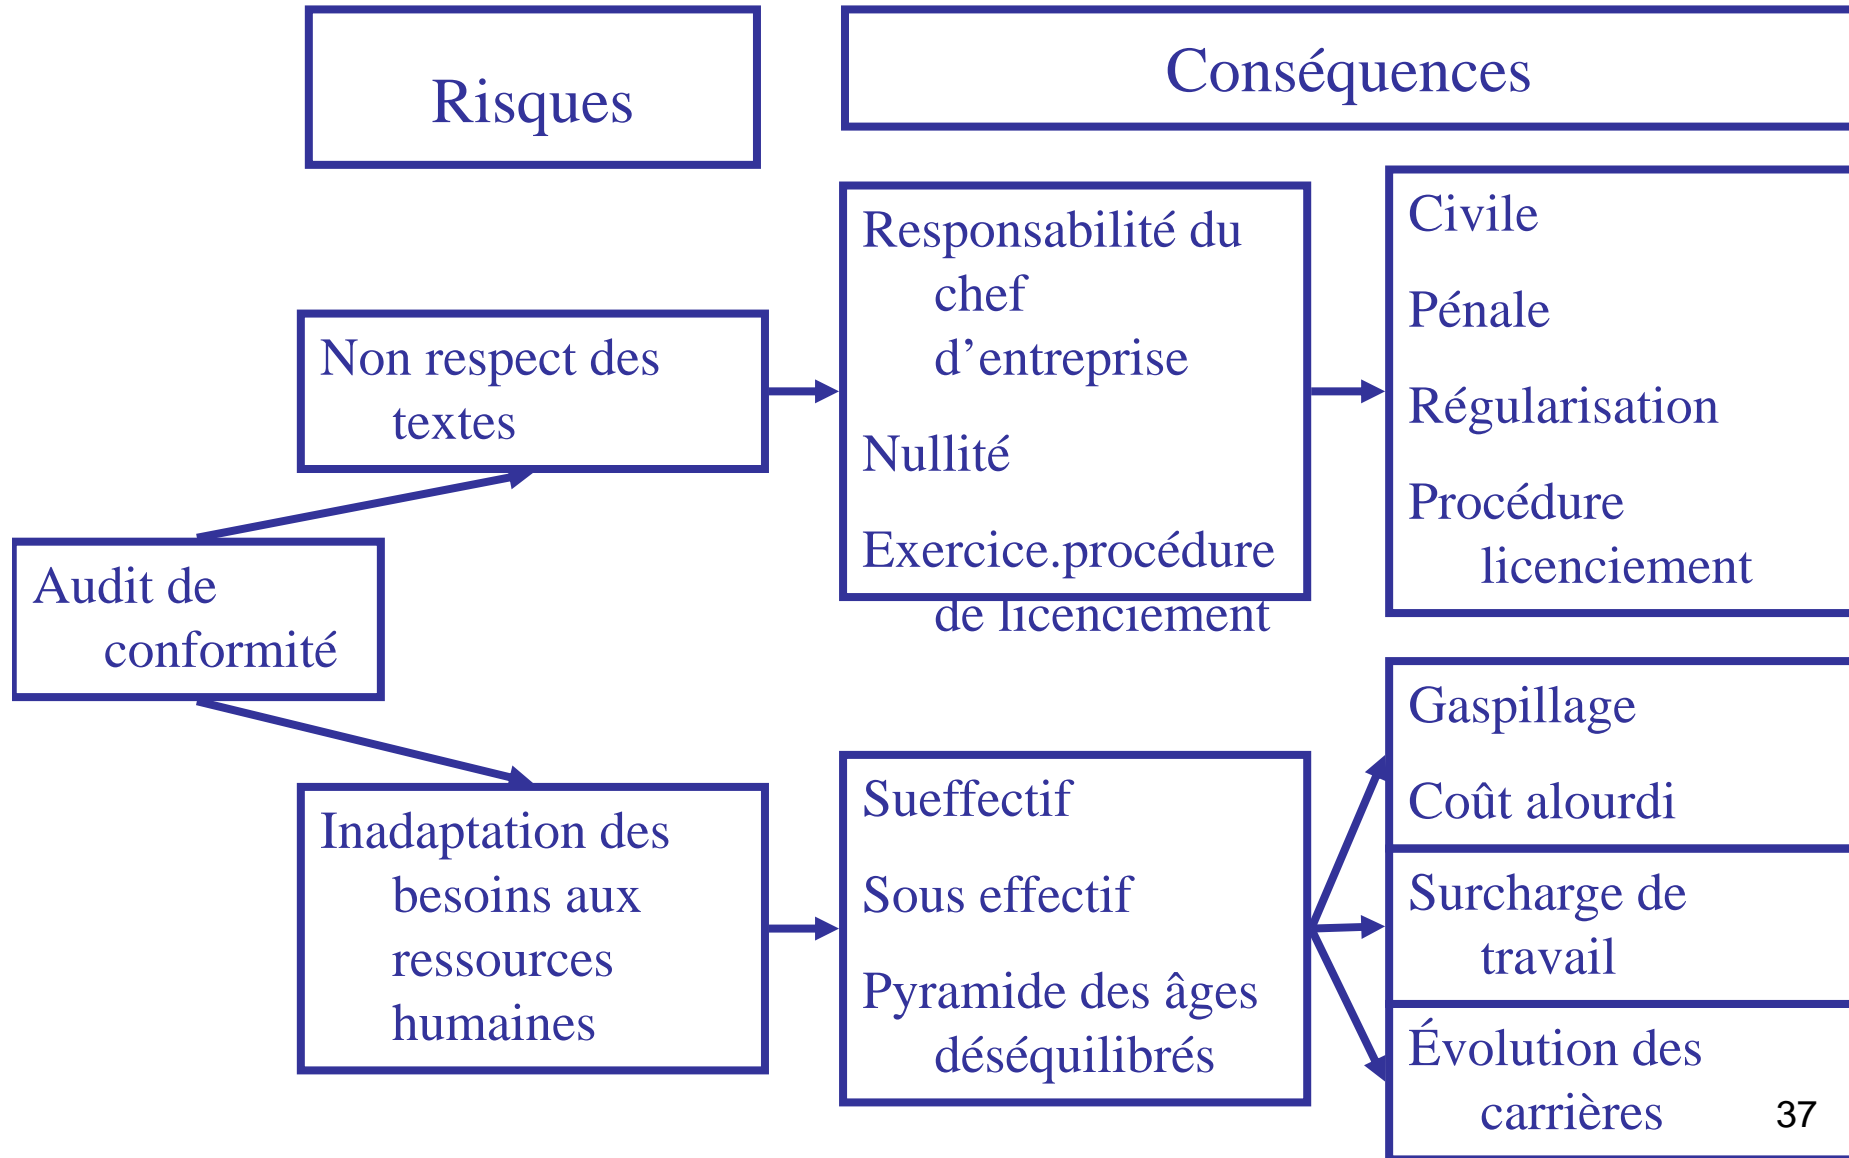 Risques
Conséquences
Audit de
conformité
Non respect des
textes
Responsabilité du
chef
d’entreprise
Nullité
Exercice.procédure
de licenciement
Civile
Pénale
Régularisation
Procédure
licenciement
Inadaptation des
besoins aux
ressources
humaines
Sueffectif
Sous effectif
Pyramide des âges
déséquilibrés
Gaspillage
Coût alourdi
Surcharge de
travail
Évolution des
carrières
37